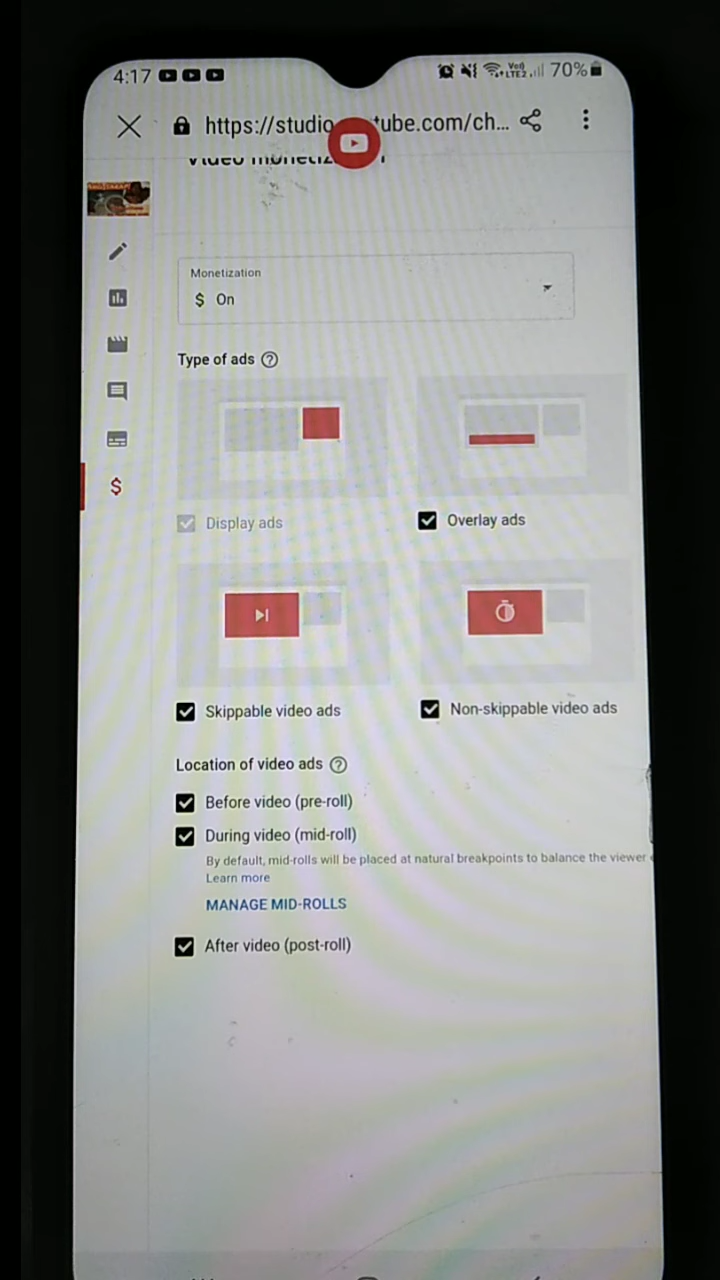 4:17 70%
https://studio tube.com/ch...
Video
Monetization
$ On
Type of ads ?
Display ads
Overlay ads
Skippable video ads
Non-skippable video ads
Location of video ads ?
Before video (pre-roll)
During video (mid-roll)
By default, mid-rolls will be placed at natural breakpoints to balance the viewer
Learn more
MANAGE MID-ROLLS
After video (post-roll)